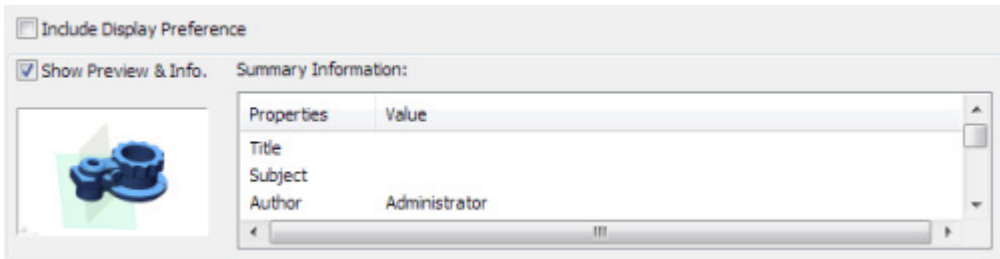 Include Display Preference
Show Preview & Info. Summary Information:
Properties Value
Title
Subject
Author Administrator